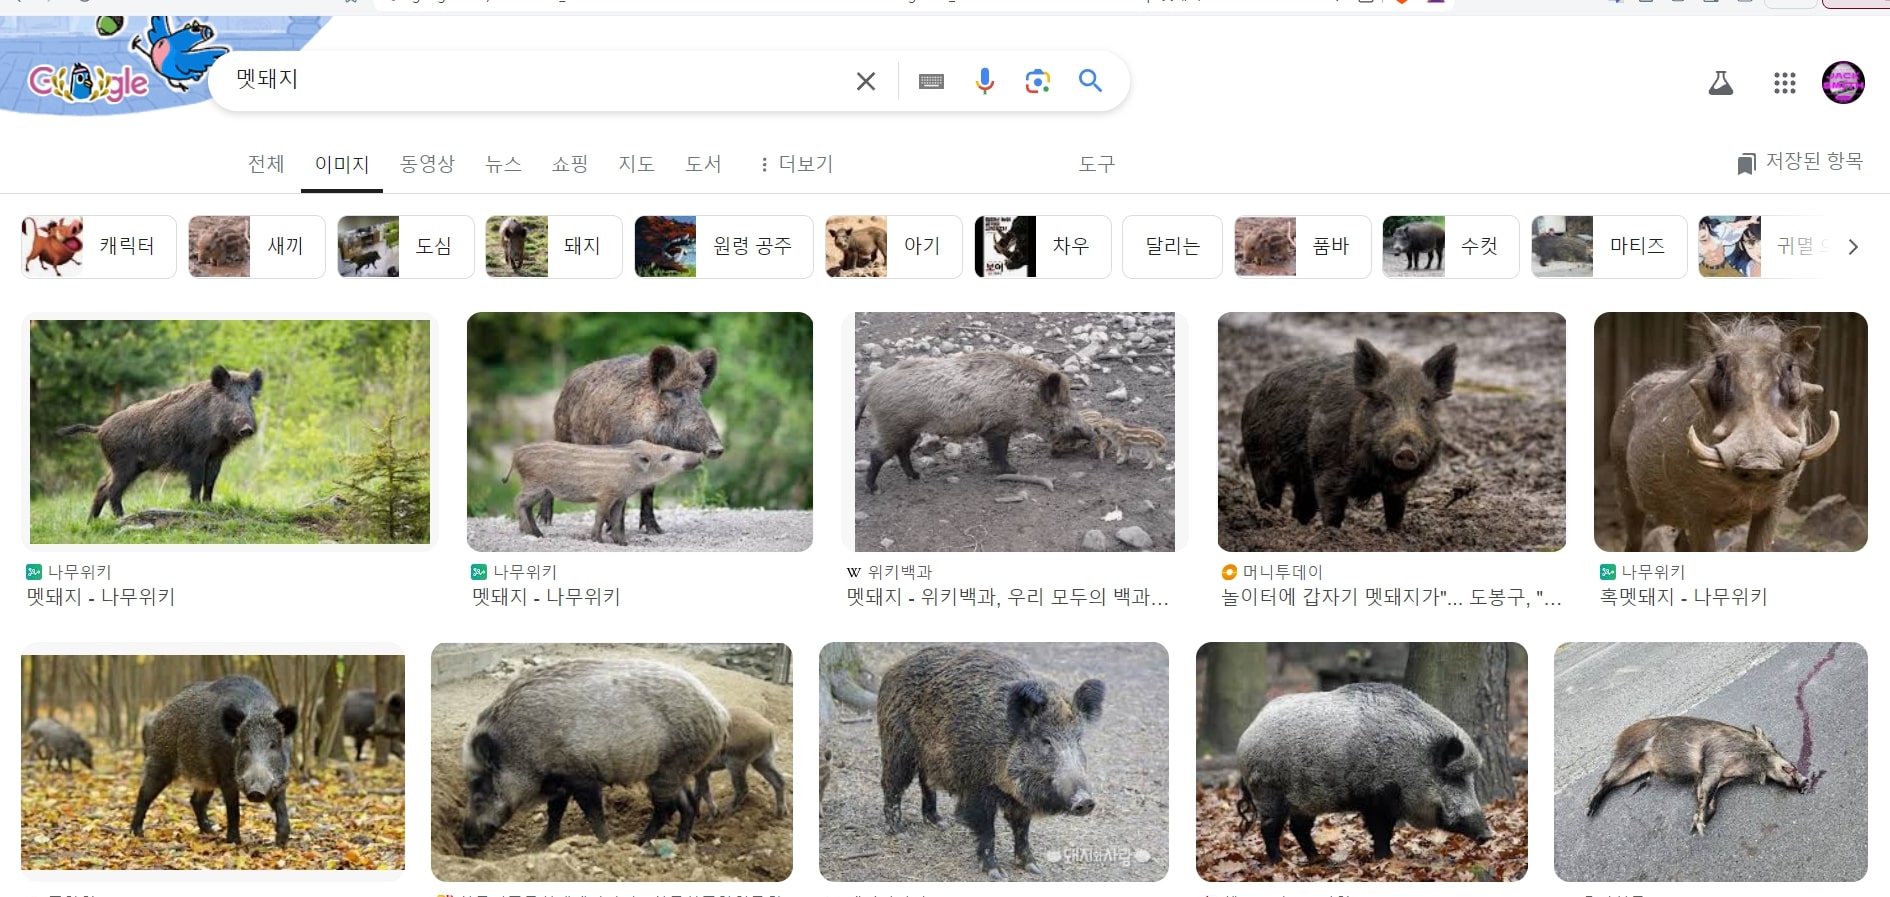 Google
멧돼지
전체 이미지 동영상 뉴스 쇼핑 지도 도서 더보기 도구 저장된 항목
캐릭터 새끼 도심 돼지 원령 공주 아기 차우 달리는 품바 수컷 마티즈 귀멸
나무위키
멧돼지 - 나무위키
나무위키
멧돼지 - 나무위키
W 위키백과
멧돼지 - 위키백과, 우리 모두의 백과...
머니투데이
놀이터에 갑자기 멧돼지가"... 도봉구, "...
나무위키
혹멧돼지 - 나무위키
돼지와사람